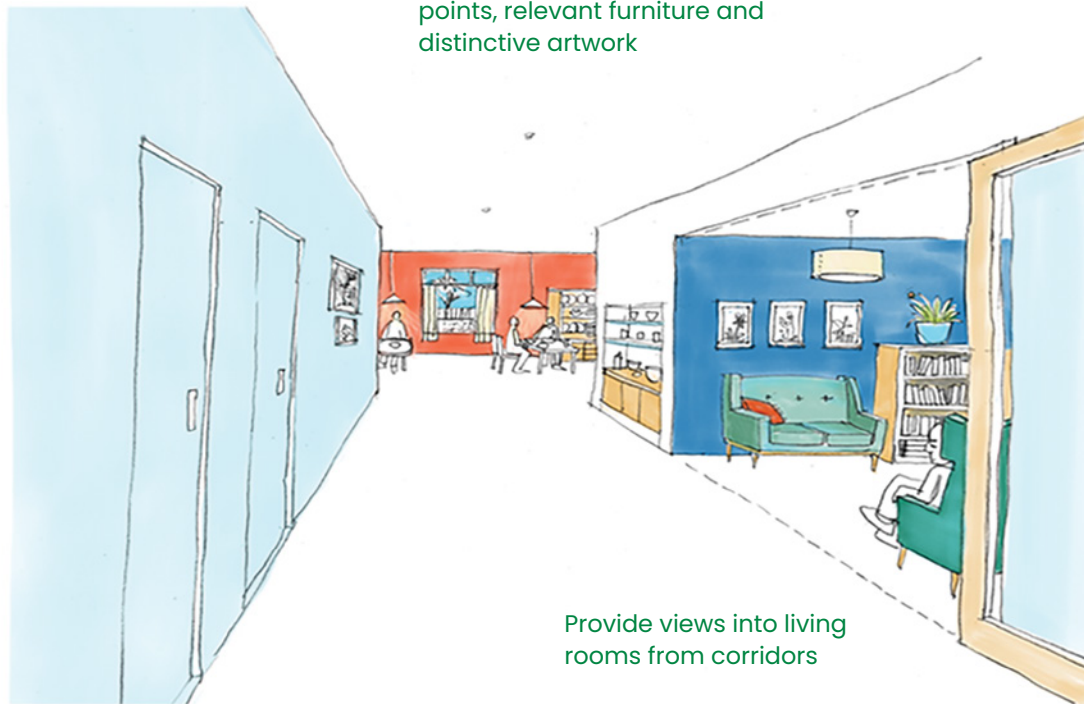 points, relevant furniture and
distinctive artwork
Provide views into living
rooms from corridors